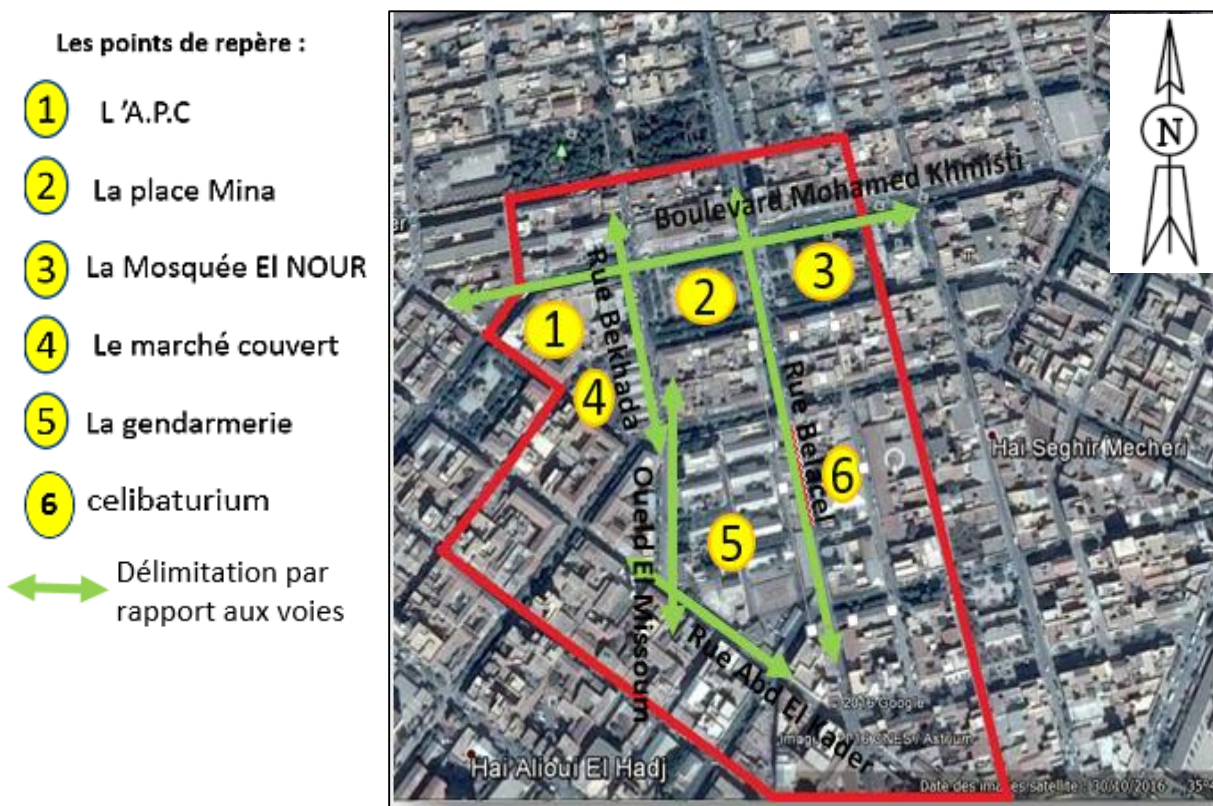 Les points de repère :
1 L 'A.P.C
2 La place Mina
3 La Mosquée El NOUR
4 Le marché couvert
5 La gendarmerie
6 celibaturium
Délimitation par
rapport aux voies
N
Boulevard Mohamed Khmisti
Rue Bekhada
Rue Belacel
Oueld El Missoum
Rue Abd El Kader
1
2
3
4
5
6
Hai Seghir Mecheri
Hai Alioui El Hadj
© 2016 Google
CNES / Astrium
Date des images satellite : 30/10/2016 35°